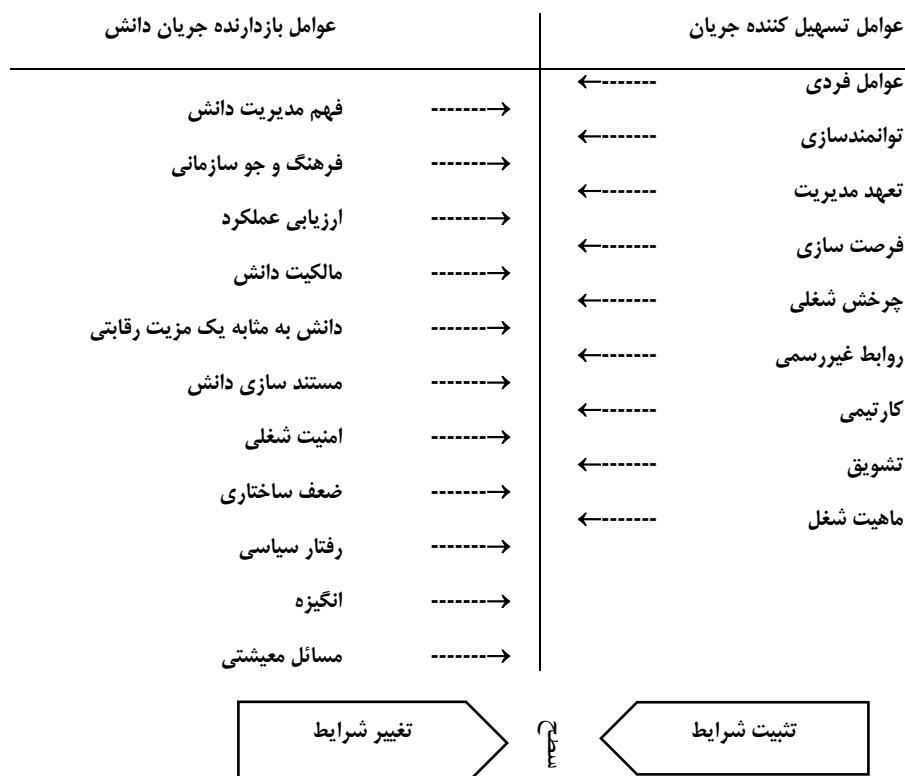 عوامل تسهیل کننده جریان
عوامل بازدارنده جریان دانش
عوامل فردی
فهم مدیریت دانش
توانمندسازی
فرهنگ و جو سازمانی
تعهد مدیریت
ارزیابی عملکرد
فرصت سازی
مالکیت دانش
چرخش شغلی
دانش به مثابه یک مزیت رقابتی
روابط غیررسمی
مستند سازی دانش
کارتیمی
امنیت شغلی
تشویق
ضعف ساختاری
ماهیت شغل
رفتار سیاسی
انگیزه
مسائل معیشتی
تثبیت شرایط
سطح
تغییر شرایط